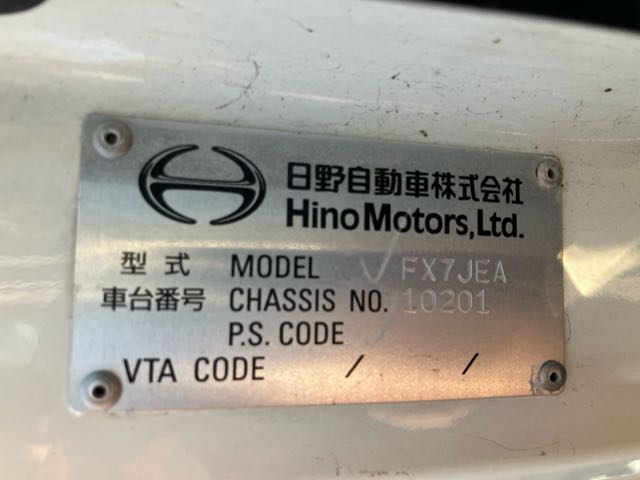 日野自動車株式会社
Hino Motors, Ltd.
型式 MODEL FX7JEA
車台番号 CHASSIS NO. 10201
P.S. CODE
VTA CODE / /